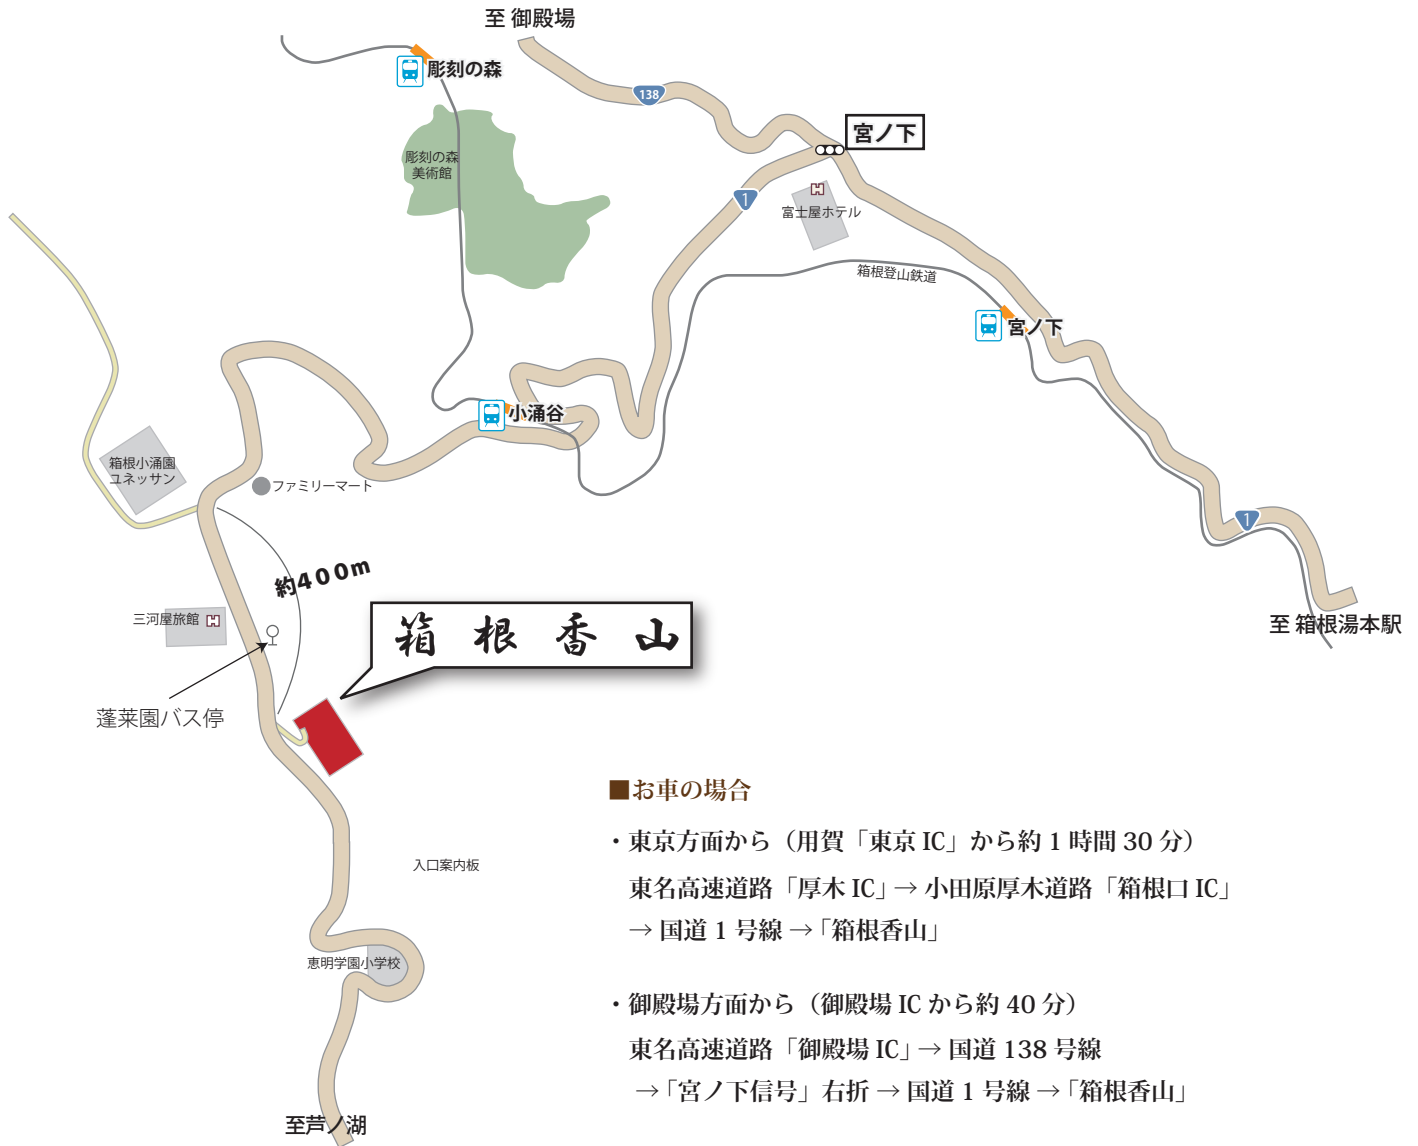 至 御殿場
彫刻の森
138
宮ノ下
彫刻の森
美術館
1
富士屋ホテル
箱根登山鉄道
宮ノ下
小涌谷
箱根小涌園
ユネッサン
ファミリーマート
1
約400m
三河屋旅館
箱根香山
至 箱根湯本駅
蓬莱園バス停
■お車の場合
・東京方面から（用賀「東京 IC」から約 1 時間 30 分）
東名高速道路「厚木 IC」→ 小田原厚木道路「箱根口 IC」
→ 国道 1 号線 →「箱根香山」
入口案内板
恵明学園小学校
・御殿場方面から（御殿場 IC から約 40 分）
東名高速道路「御殿場 IC」→ 国道 138 号線
→「宮ノ下信号」右折 → 国道 1 号線 →「箱根香山」
至芦ノ湖